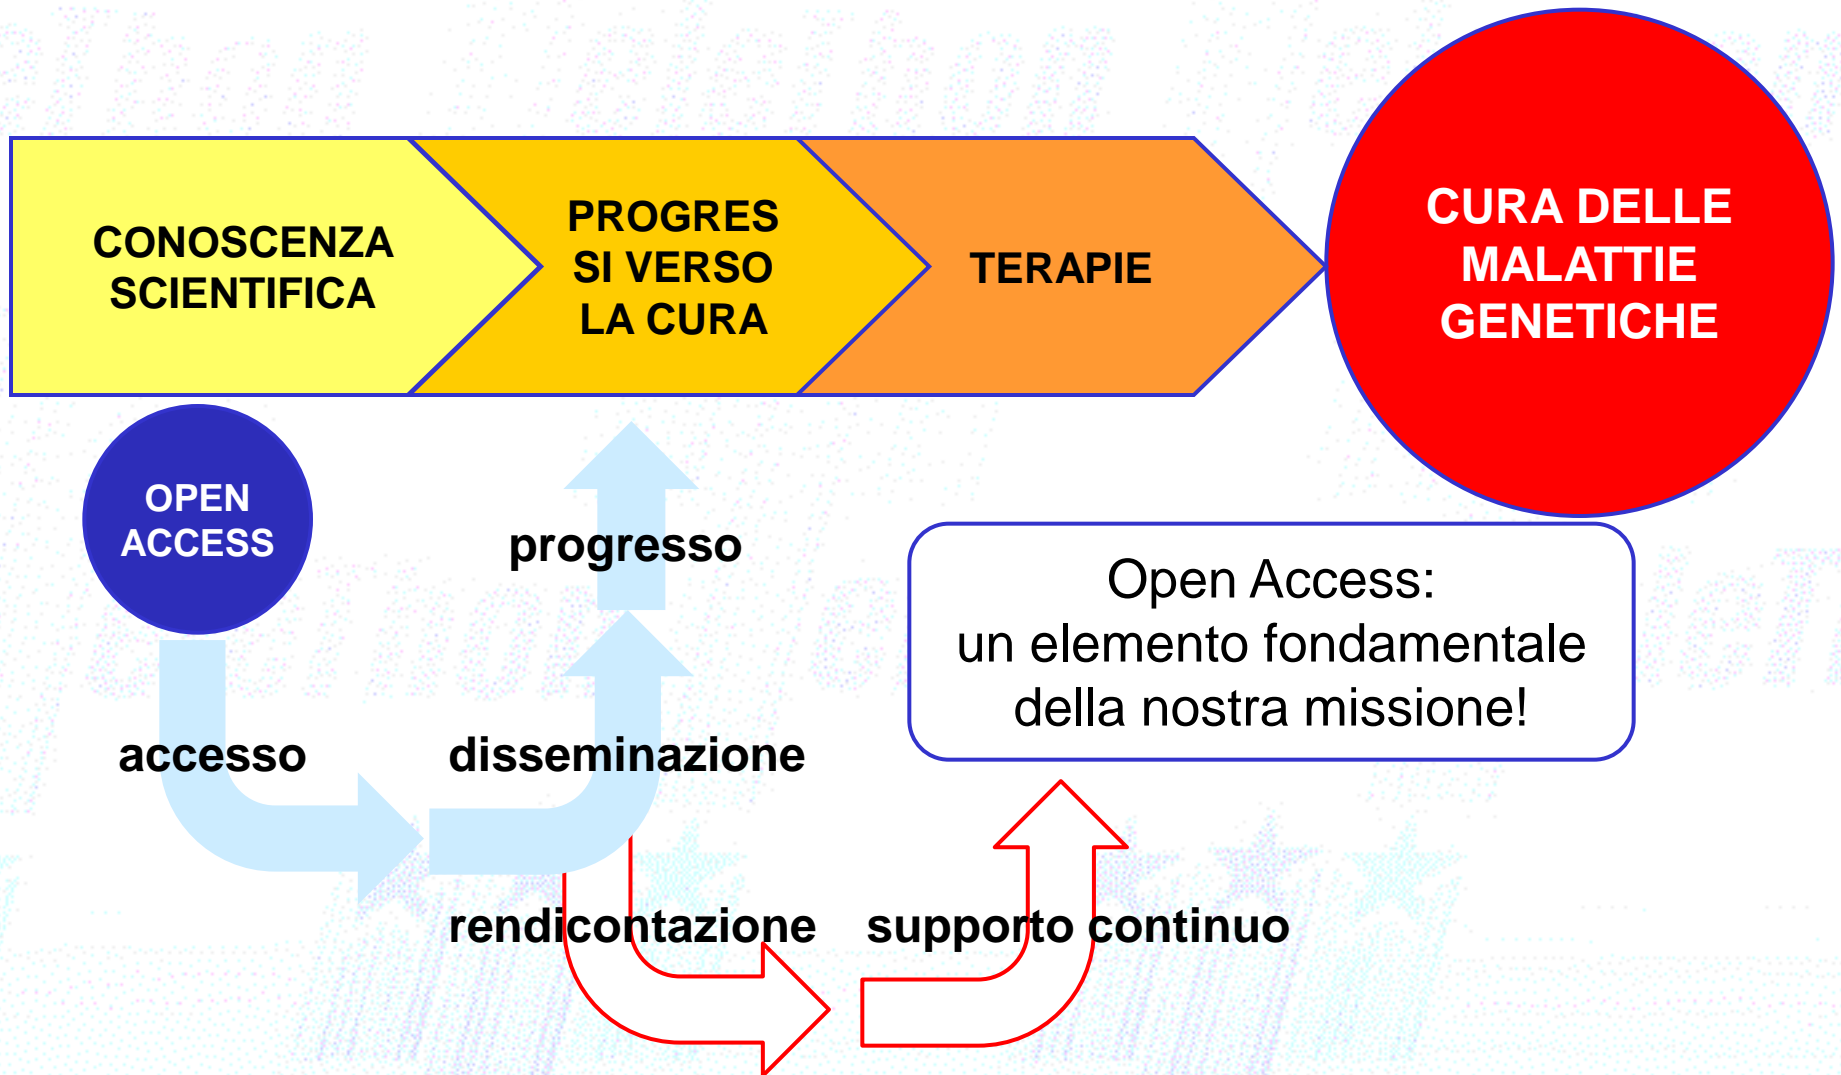 CONOSCENZA
SCIENTIFICA
PROGRES
SI VERSO
LA CURA
TERAPIE
CURA DELLE
MALATTIE
GENETICHE
OPEN
ACCESS
progresso
Open Access:
un elemento fondamentale
della nostra missione!
accesso
disseminazione
rendicontazione
supporto continuo